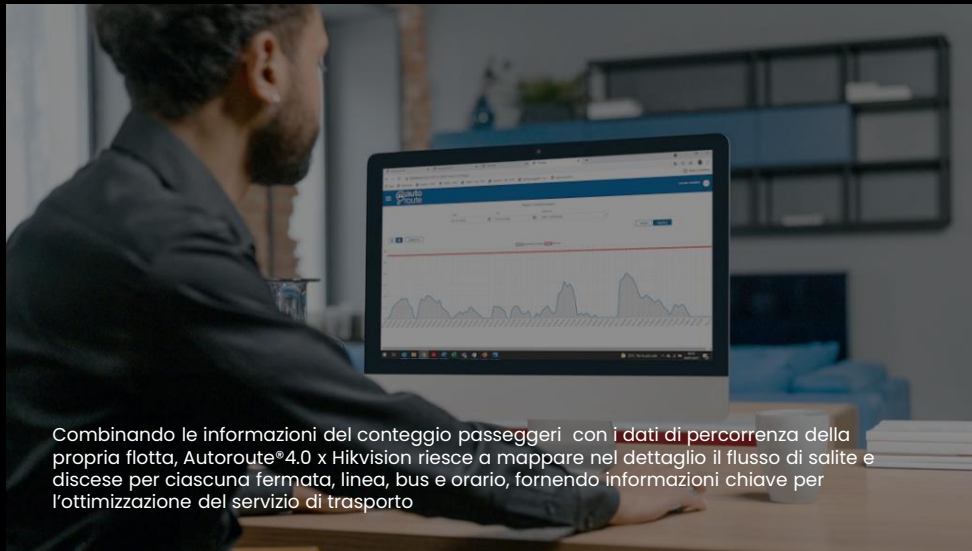 auto
route
Combinando le informazioni del conteggio passeggeri con i dati di percorrenza della
propria flotta, Autoroute®4.0 x Hikvision riesce a mappare nel dettaglio il flusso di salite e
discese per ciascuna fermata, linea, bus e orario, fornendo informazioni chiave per
l’ottimizzazione del servizio di trasporto